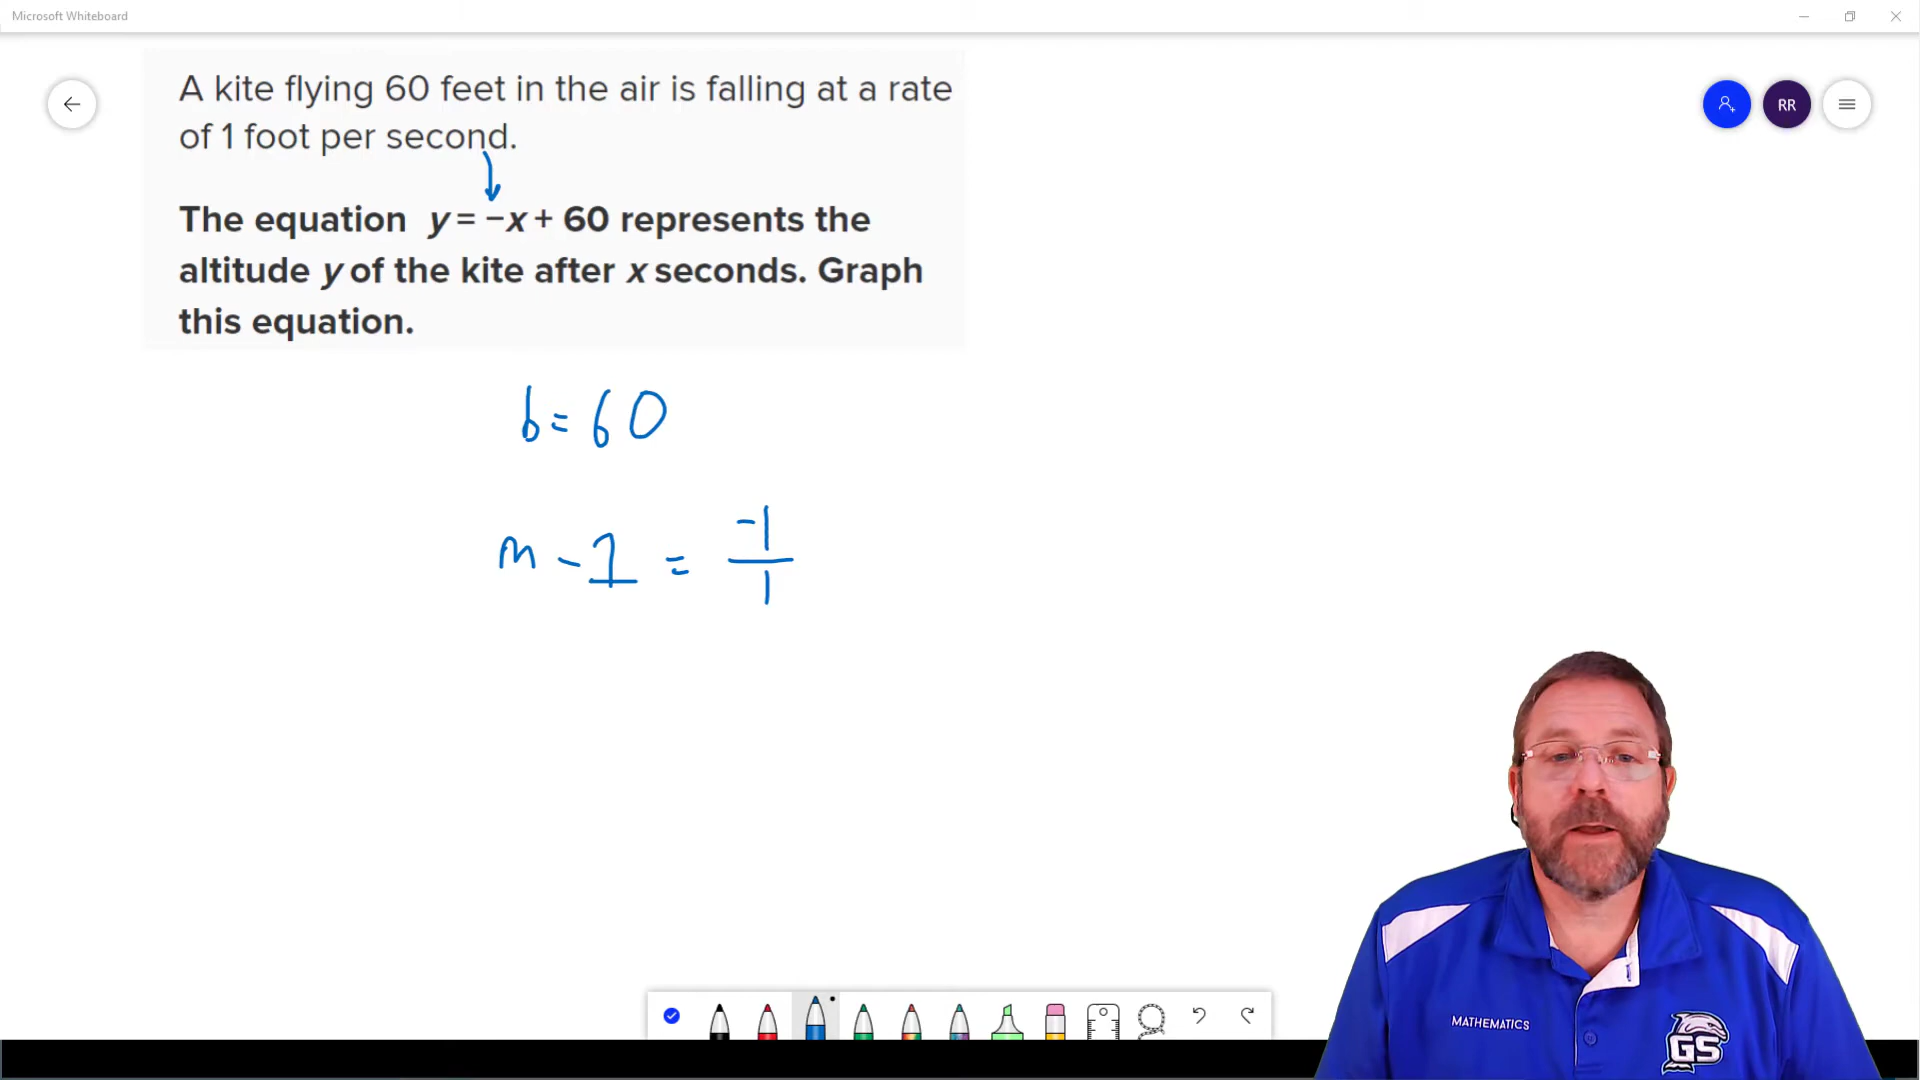 Microsoft Whiteboard
A kite flying 60 feet in the air is falling at a rate
of 1 foot per second.
RR
The equation y = −x + 60 represents the
altitude y of the kite after x seconds. Graph
this equation.
b = 60
m - 1 = -1/1
MATHEMATICS
GS